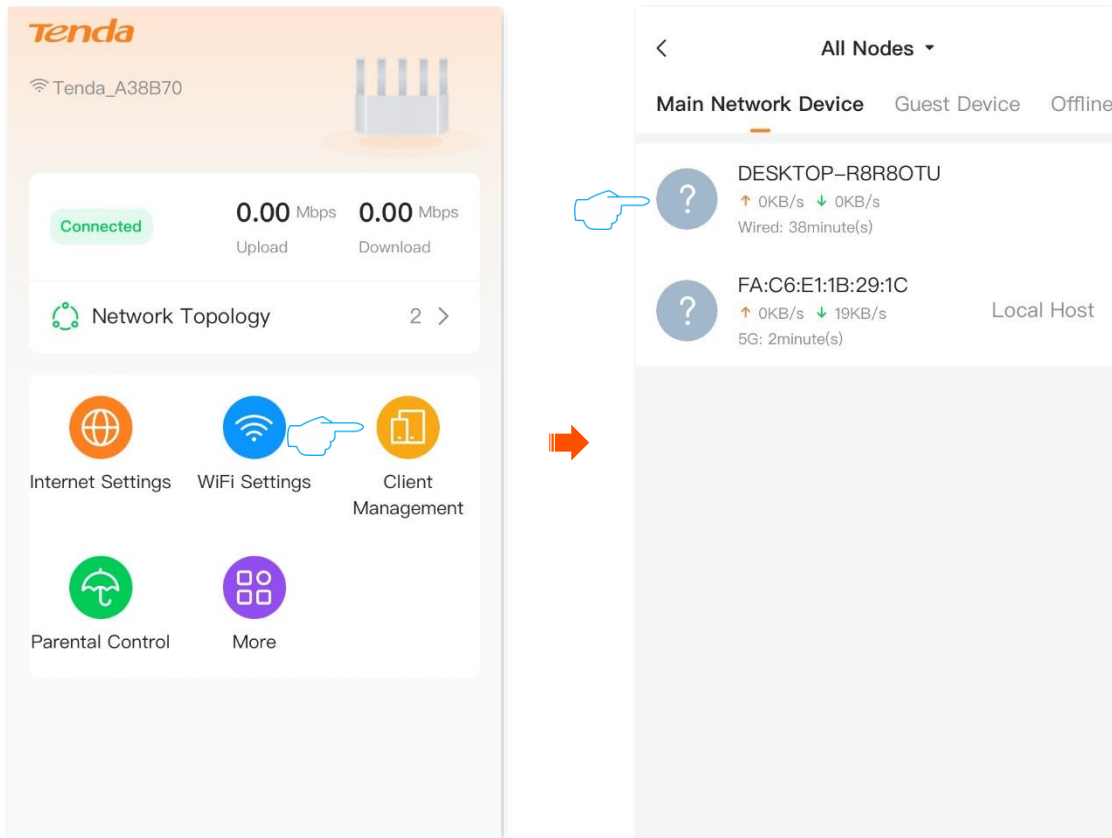 Tenda
Tenda_A38B70
Connected
0.00 Mbps 0.00 Mbps
Upload Download
Network Topology 2
Internet Settings WiFi Settings Client
Management
Parental Control More
All Nodes
Main Network Device Guest Device Offline
DESKTOP-R8R8OTU
0KB/s 0KB/s
Wired: 38minute(s)
FA:C6:E1:1B:29:1C
0KB/s 19KB/s Local Host
5G: 2minute(s)